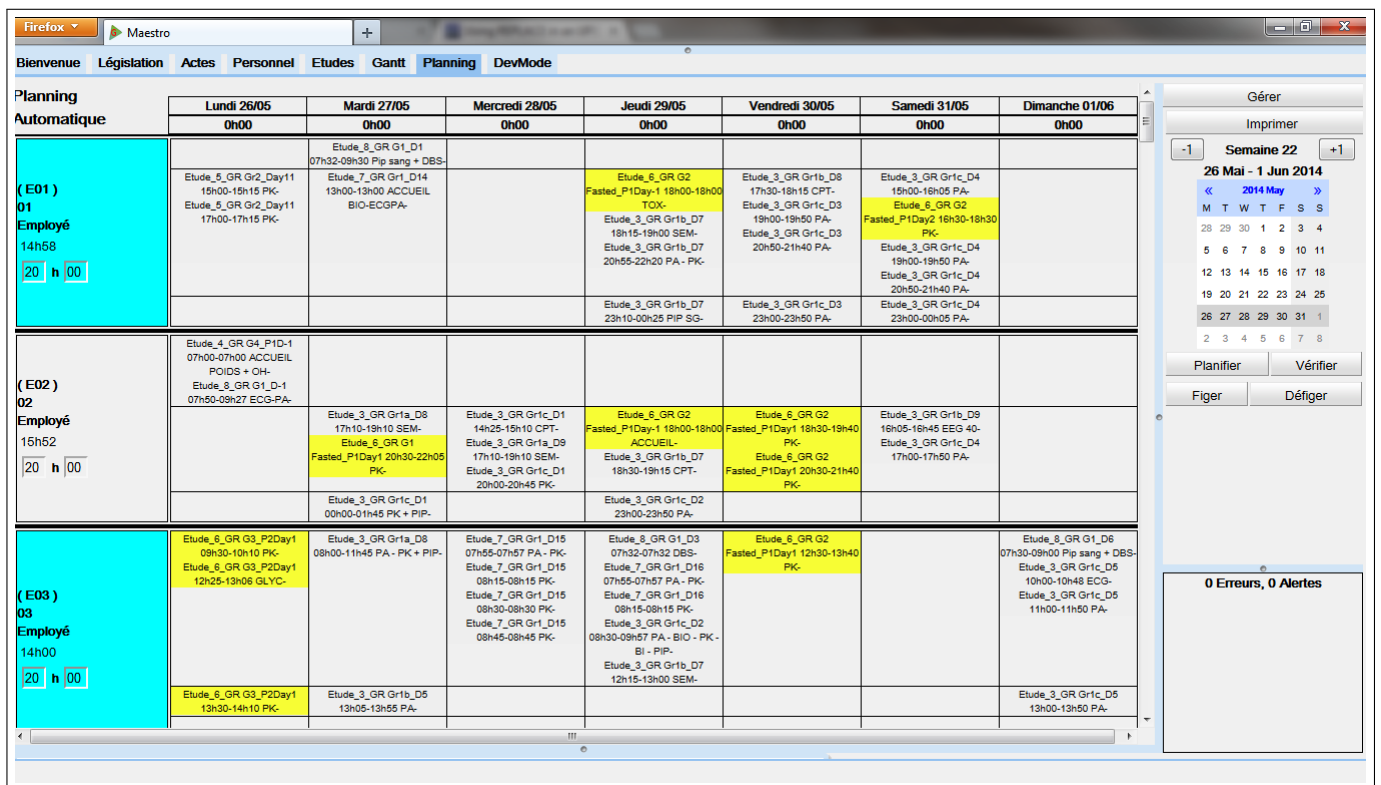 Firefox
Maestro
+
Bienvenue Législation Actes Personnel Etudes Gantt Planning DevMode
Planning
Automatique
Lundi 26/05 Mardi 27/05 Mercredi 28/05 Jeudi 29/05 Vendredi 30/05 Samedi 31/05 Dimanche 01/06
0h00 0h00 0h00 0h00 0h00 0h00 0h00
( E01 )
01
Employé
14h58
20 h 00
Etude_8_GR G1_D1
07h32-09h30 Pip sang + DBS-
Etude_5_GR Gr2_Day11
15h00-15h15 PK-
Etude_5_GR Gr2_Day11
17h00-17h15 PK-
Etude_7_GR Gr1_D14
13h00-13h00 ACCUEIL
BIO-ECGPA-
Etude_6_GR G2
Fasted_P1Day-1 18h00-18h00
TOX-
Etude_3_GR Gr1b_D7
18h15-19h00 SEM-
Etude_3_GR Gr1b_D7
20h55-22h20 PA - PK-
Etude_3_GR Gr1b_D8
17h30-18h15 CPT-
Etude_3_GR Gr1c_D3
19h00-19h50 PA-
Etude_3_GR Gr1c_D3
20h50-21h40 PA-
Etude_3_GR Gr1c_D4
15h00-16h05 PA-
Etude_6_GR G2
Fasted_P1Day2 16h30-18h30
PK-
Etude_3_GR Gr1c_D4
19h00-19h50 PA-
Etude_3_GR Gr1c_D4
20h50-21h40 PA-
Etude_3_GR Gr1b_D7
23h10-00h25 PIP SG-
Etude_3_GR Gr1c_D3
23h00-23h50 PA-
Etude_3_GR Gr1c_D4
23h00-00h05 PA-
( E02 )
02
Employé
15h52
20 h 00
Etude_4_GR G4_P1D-1
07h00-07h00 ACCUEIL
POIDS + OH-
Etude_8_GR G1_D-1
07h50-09h27 ECG-PA-
Etude_3_GR Gr1a_D8
17h10-19h10 SEM-
Etude_6_GR G1
Fasted_P1Day1 20h30-22h05
PK-
Etude_3_GR Gr1c_D1
14h25-15h10 CPT-
Etude_3_GR Gr1a_D9
17h10-19h10 SEM-
Etude_3_GR Gr1c_D1
20h00-20h45 PK-
Etude_6_GR G2
Fasted_P1Day-1 18h00-18h00
ACCUEIL-
Etude_3_GR Gr1b_D7
18h30-19h15 CPT-
Etude_6_GR G2
Fasted_P1Day1 18h30-19h40
PK-
Etude_6_GR G2
Fasted_P1Day1 20h30-21h40
PK-
Etude_3_GR Gr1b_D9
16h05-16h45 EEG 40-
Etude_3_GR Gr1c_D4
17h00-17h50 PA-
Etude_3_GR Gr1c_D1
00h00-01h45 PK + PIP-
Etude_3_GR Gr1c_D2
23h00-23h50 PA-
( E03 )
03
Employé
14h00
20 h 00
Etude_6_GR G3_P2Day1
09h30-10h10 PK-
Etude_6_GR G3_P2Day1
12h25-13h06 GLYC-
Etude_3_GR Gr1a_D8
08h00-11h45 PA - PK + PIP-
Etude_7_GR Gr1_D15
07h55-07h57 PA - PK-
Etude_7_GR Gr1_D15
08h15-08h15 PK-
Etude_7_GR Gr1_D15
08h30-08h30 PK-
Etude_7_GR Gr1_D15
08h45-08h45 PK-
Etude_8_GR G1_D3
07h32-07h32 DBS-
Etude_7_GR Gr1_D16
07h55-07h57 PA - PK-
Etude_7_GR Gr1_D16
08h15-08h15 PK-
Etude_3_GR Gr1c_D2
08h30-09h57 PA - BIO - PK -
BI - PIP-
Etude_3_GR Gr1b_D7
12h15-13h00 SEM-
Etude_6_GR G2
Fasted_P1Day1 12h30-13h40
PK-
Etude_8_GR G1_D6
07h30-09h00 Pip sang + DBS-
Etude_3_GR Gr1c_D5
10h00-10h48 ECG-
Etude_3_GR Gr1c_D5
11h00-11h50 PA-
Etude_6_GR G3_P2Day1
13h30-14h10 PK-
Etude_3_GR Gr1b_D5
13h05-13h55 PA-
Etude_3_GR Gr1c_D5
13h00-13h50 PA-
Gérer
Imprimer
-1 Semaine 22 +1
26 Mai - 1 Jun 2014
« 2014 May »
M T W T F S S
28 29 30 1 2 3 4
5 6 7 8 9 10 11
12 13 14 15 16 17 18
19 20 21 22 23 24 25
26 27 28 29 30 31 1
2 3 4 5 6 7 8
Planifier Vérifier
Figer Défiger
0 Erreurs, 0 Alertes